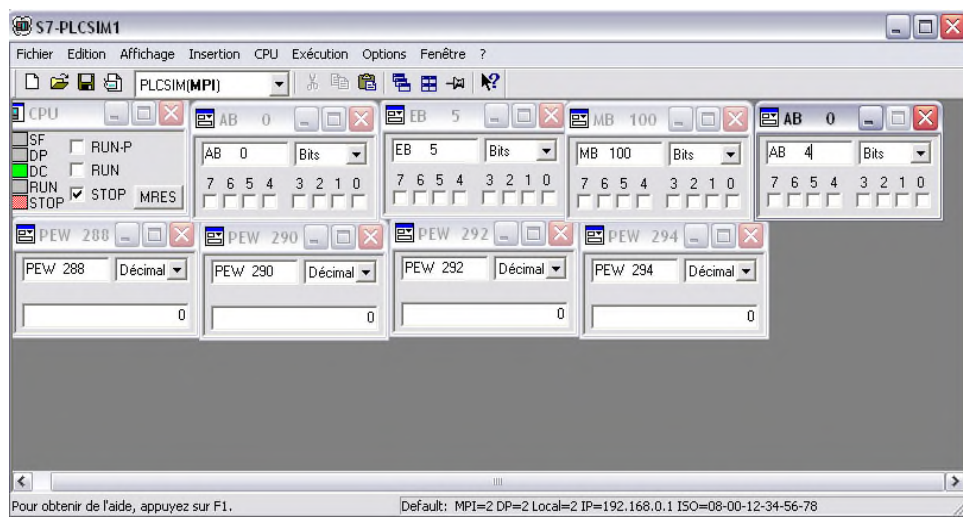 S7-PLCSIM1
Fichier Edition Affichage Insertion CPU Exécution Options Fenêtre ?
PLCSIM(MPI)
CPU
SF
DP
DC
RUN
STOP
RUN-P
RUN
STOP MRES
AB 0
AB 0 Bits
7 6 5 4 3 2 1 0
EB 5
EB 5 Bits
7 6 5 4 3 2 1 0
MB 100
MB 100 Bits
7 6 5 4 3 2 1 0
AB 0
AB 4 Bits
7 6 5 4 3 2 1 0
PEW 288
PEW 288 Décimal
0
PEW 290
PEW 290 Décimal
0
PEW 292
PEW 292 Décimal
0
PEW 294
PEW 294 Décimal
0
Pour obtenir de l'aide, appuyez sur F1. Default: MPI=2 DP=2 Local=2 IP=192.168.0.1 ISO=08-00-12-34-56-78